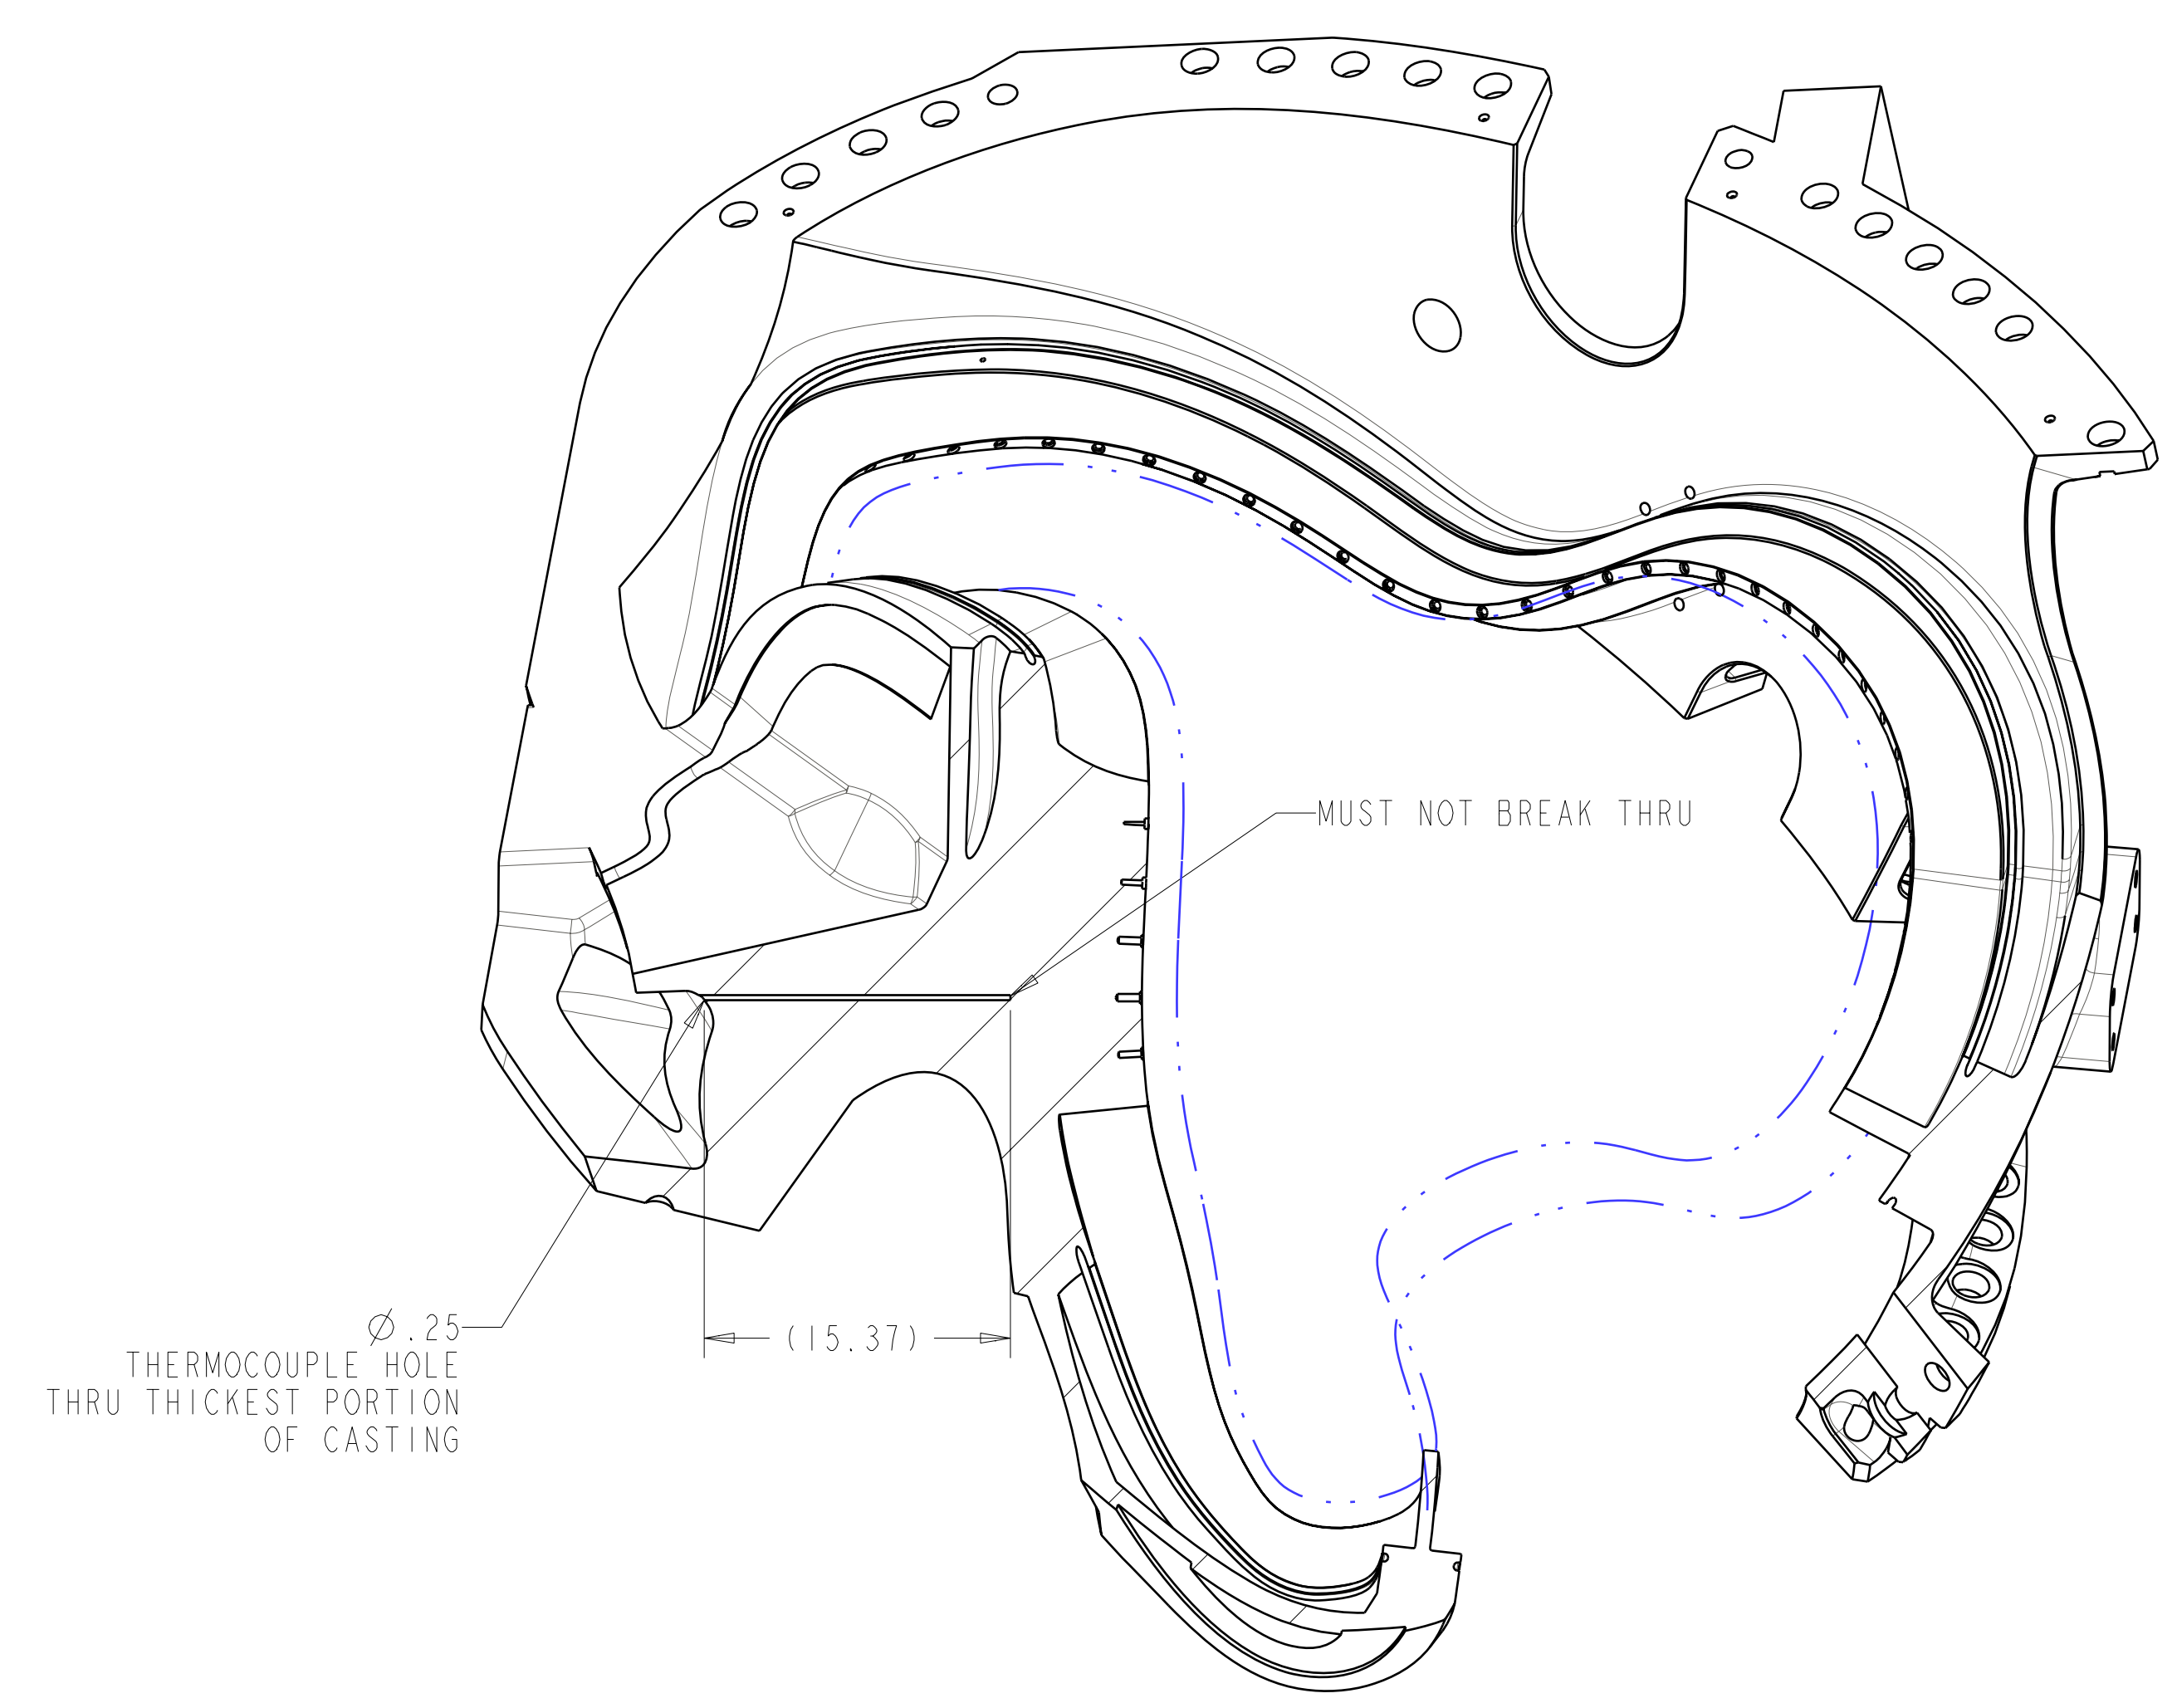 MUST NOT BREAK THRU
Ø.25
THERMOCOUPLE HOLE
THRU THICKEST PORTION
OF CASTING
(15.37)